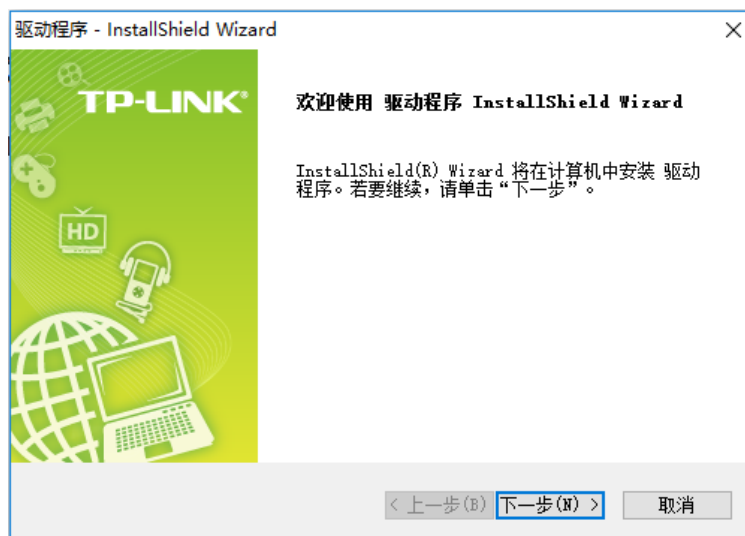 驱动程序 - InstallShield Wizard
TP-LINK®
HD
欢迎使用 驱动程序 InstallShield Wizard
InstallShield(R) Wizard 将在计算机中安装 驱动
程序。若要继续，请单击“下一步”。
< 上一步(B)
下一步(N) >
取消